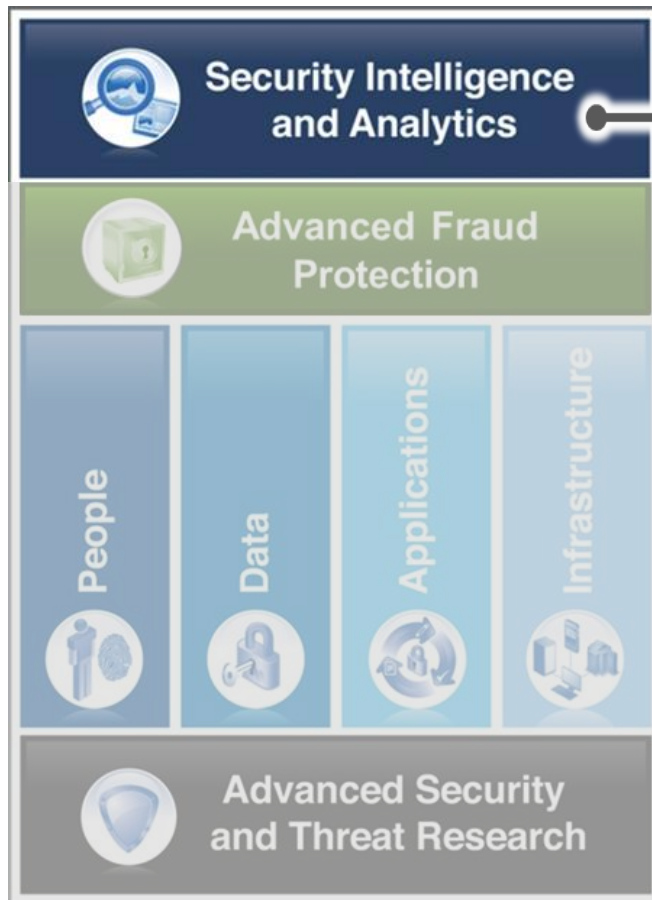 Security Intelligence
and Analytics
Advanced Fraud
Protection
People
Data
Applications
Infrastructure
Advanced Security
and Threat Research